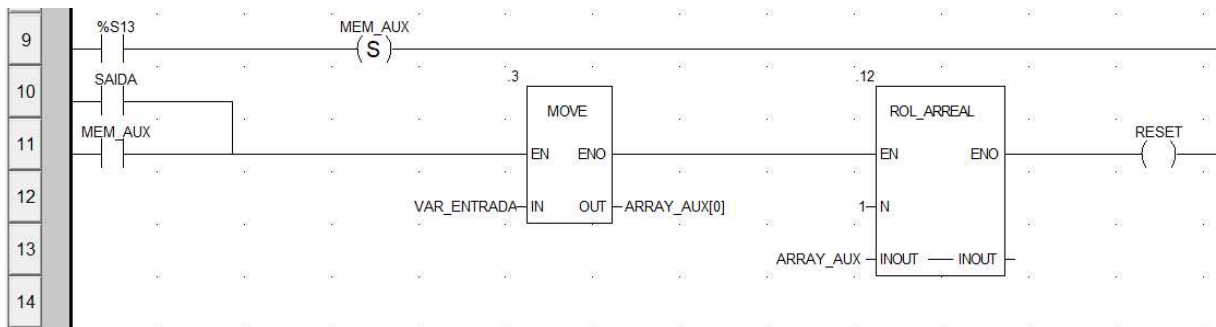 %S13 MEM_AUX
9 S
.3 .12
10 SAIDA MOVE ROL_ARREAL
MEM_AUX RESET
11 EN ENO EN ENO
12 VAR_ENTRADA IN OUT ARRAY_AUX[0] 1 N
13 ARRAY_AUX INOUT INOUT
14